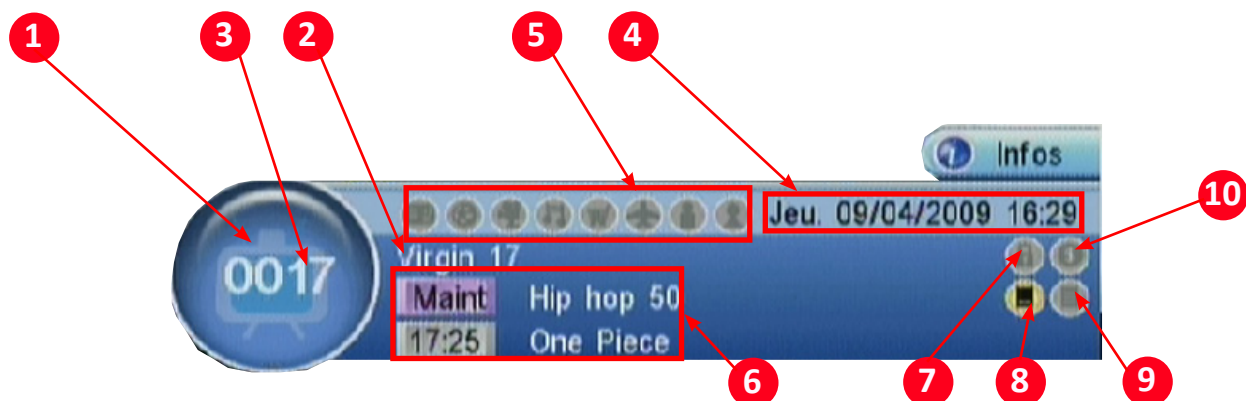 1 3 2 5 4
Infos
10
Jeu. 09/04/2009 16:29
Virgin 17
0017
Maint Hip hop 50
17:25 One Piece
6 7 8 9